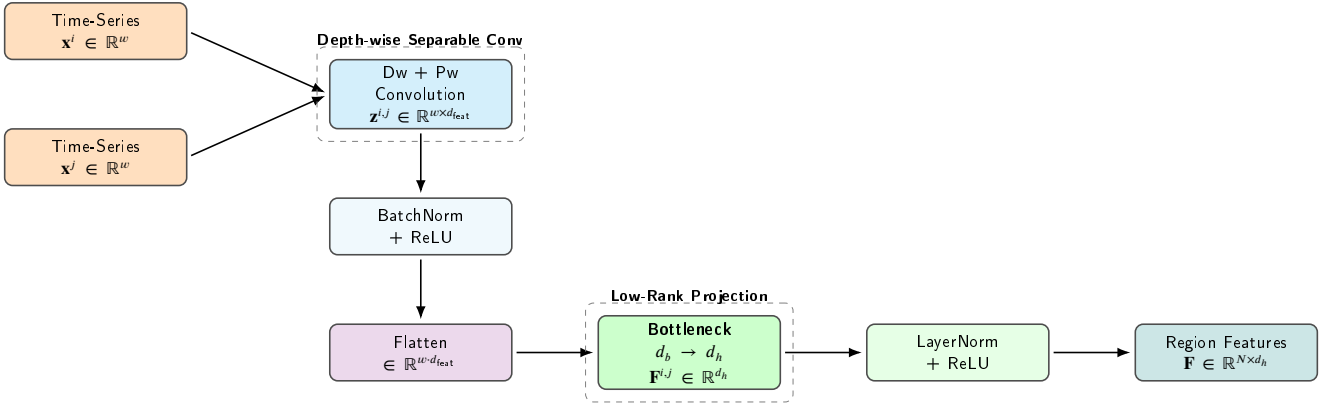 Time-Series
𝐱^i ∈ ℝ^w
Time-Series
𝐱^j ∈ ℝ^w
Depth-wise Separable Conv
Dw + Pw
Convolution
𝐳^{i,j} ∈ ℝ^{w×d_feat}
BatchNorm
+ ReLU
Flatten
∈ ℝ^{w·d_feat}
Low-Rank Projection
Bottleneck
d_b → d_h
𝐅^{i,j} ∈ ℝ^{d_h}
LayerNorm
+ ReLU
Region Features
𝐅 ∈ ℝ^{N×d_h}